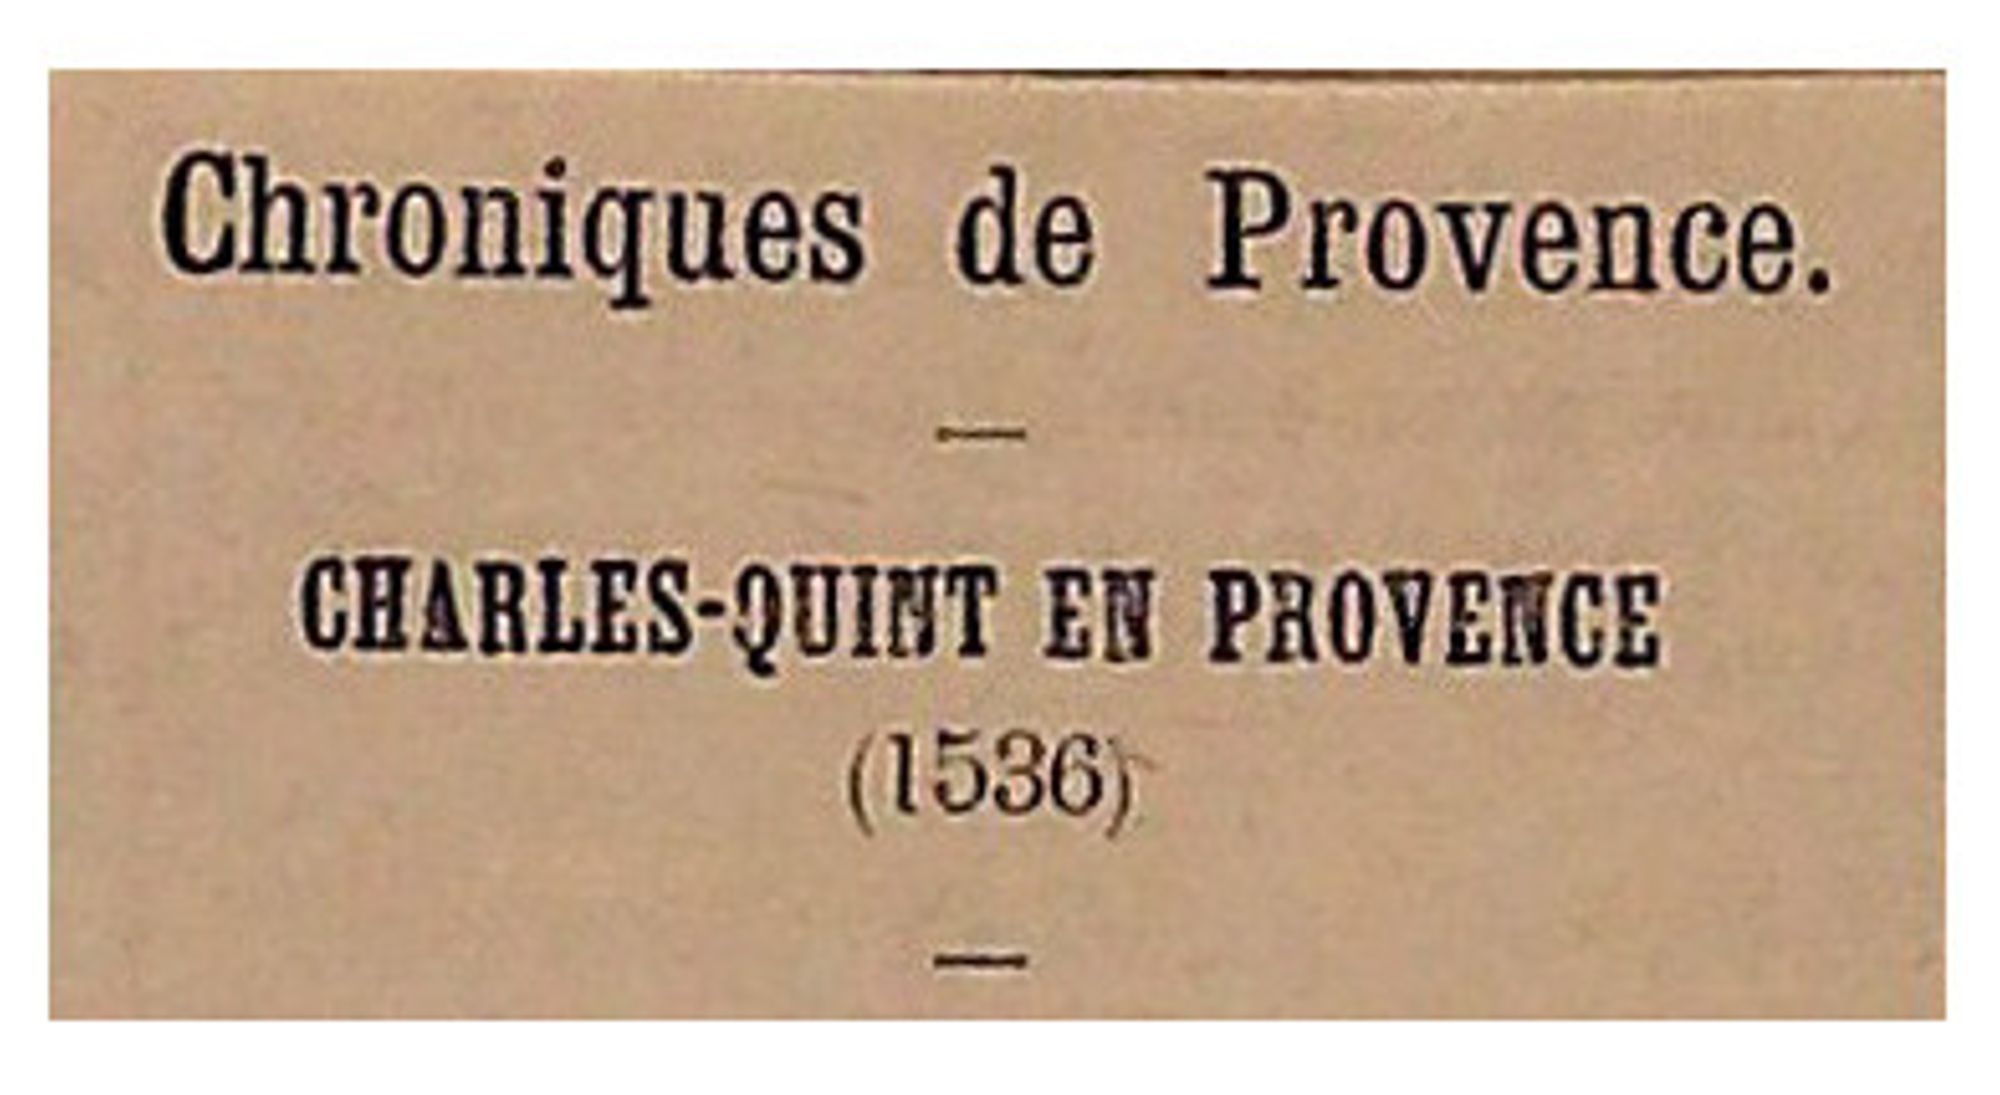 Chroniques de Provence.
CHARLES-QUINT EN PROVENCE
(1536)